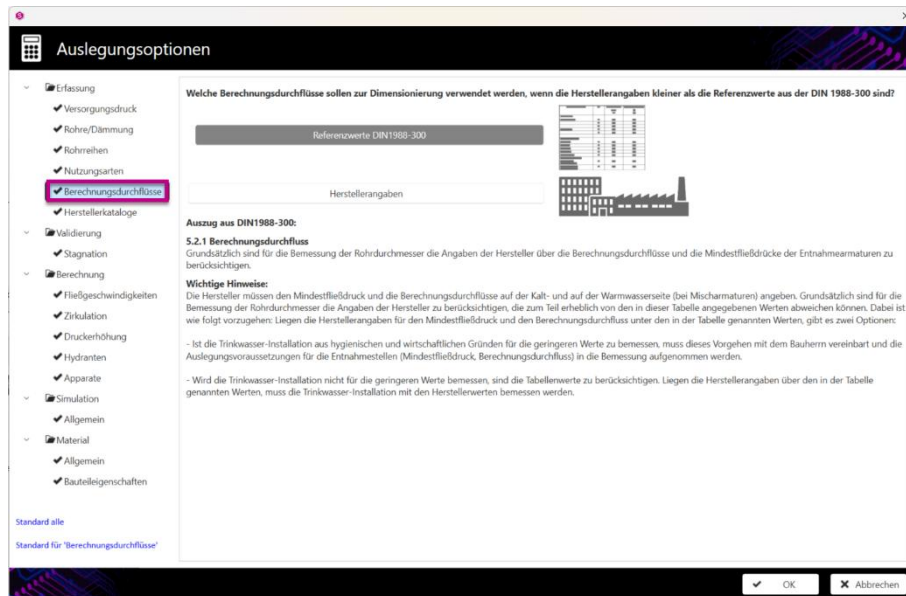 Auslegungsoptionen
Erfassung
Versorgungsdruck
Rohre/Dämmung
Rohrreihen
Nutzungsarten
Berechnungsdurchflüsse
Herstellerkataloge
Validierung
Stagnation
Berechnung
Fließgeschwindigkeiten
Zirkulation
Druckerhöhung
Hydranten
Apparate
Simulation
Allgemein
Material
Allgemein
Bauteileigenschaften
Standard alle
Standard für 'Berechnungsdurchflüsse'
Welche Berechnungsdurchflüsse sollen zur Dimensionierung verwendet werden, wenn die Herstellerangaben kleiner als die Referenzwerte aus der DIN 1988-300 sind?
Referenzwerte DIN1988-300
Herstellerangaben
Auszug aus DIN1988-300:
5.2.1 Berechnungsdurchfluss
Grundsätzlich sind für die Bemessung der Rohrdurchmesser die Angaben der Hersteller über die Berechnungsdurchflüsse und die Mindestfließdrücke der Entnahmearmaturen zu
berücksichtigen.
Wichtige Hinweise:
Die Hersteller müssen den Mindestfließdruck und die Berechnungsdurchflüsse auf der Kalt- und auf der Warmwasserseite (bei Mischarmaturen) angeben. Grundsätzlich sind für die
Bemessung der Rohrdurchmesser die Angaben der Hersteller zu berücksichtigen, die zum Teil erheblich von den in dieser Tabelle angegebenen Werten abweichen können. Dabei ist
wie folgt vorzugehen: Liegen die Herstellerangaben für den Mindestfließdruck und den Berechnungsdurchfluss unter den in der Tabelle genannten Werten, gibt es zwei Optionen:
- Ist die Trinkwasser-Installation aus hygienischen und wirtschaftlichen Gründen für die geringeren Werte zu bemessen, muss dieses Vorgehen mit dem Bauherrn vereinbart und die
Auslegungsvoraussetzungen für die Entnahmestellen (Mindestfließdruck, Berechnungsdurchfluss) in die Bemessung aufgenommen werden.
- Wird die Trinkwasser-Installation nicht für die geringeren Werte bemessen, sind die Tabellenwerte zu berücksichtigen. Liegen die Herstellerangaben über den in der Tabelle
genannten Werten, muss die Trinkwasser-Installation mit den Herstellerwerten bemessen werden.
OK
Abbrechen